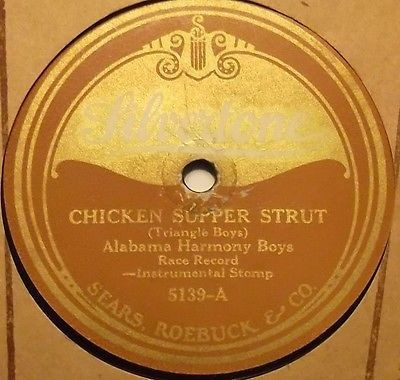 Silvertone
CHICKEN SUPPER STRUT
(Triangle Boys)
Alabama Harmony Boys
Race Record
—Instrumental Stomp
5139-A
SEARS, ROEBUCK & CO.